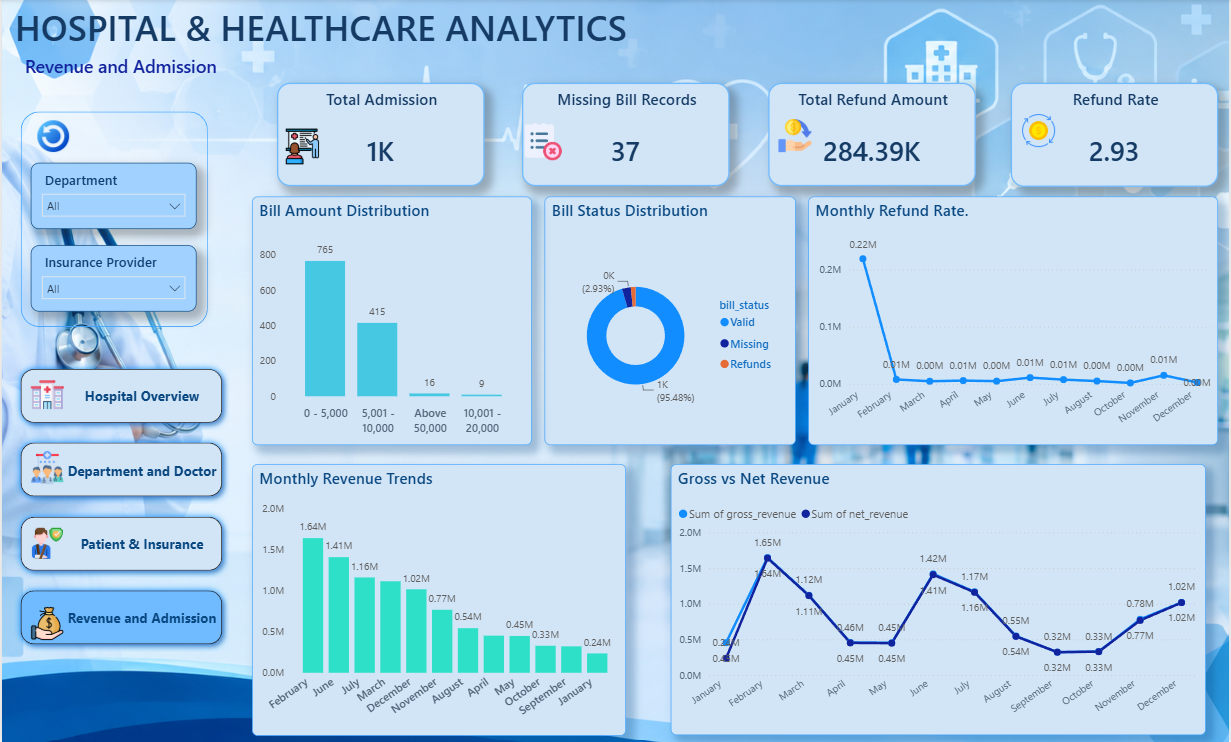 HOSPITAL & HEALTHCARE ANALYTICS
Revenue and Admission
Department
All
Insurance Provider
All
Hospital Overview
Department and Doctor
Patient & Insurance
Revenue and Admission
Total Admission
1K
Missing Bill Records
37
Total Refund Amount
284.39K
Refund Rate
2.93
Bill Amount Distribution
800
600
400
200
0
765
415
16
9
0 - 5,000
5,001 -
10,000
Above
50,000
10,001 -
20,000
Bill Status Distribution
0K
(2.93%)
1K
(95.48%)
bill_status
Valid
Missing
Refunds
Monthly Refund Rate.
0.2M
0.1M
0.0M
0.22M
0.01M
0.00M
0.01M
0.00M
0.01M
0.01M
0.00M
0.00M
0.01M
0.00M
January
February
March
April
May
June
July
August
October
November
December
Monthly Revenue Trends
2.0M
1.5M
1.0M
0.5M
0.0M
1.64M
1.41M
1.16M
1.02M
0.77M
0.54M
0.45M
0.33M
0.24M
February
June
July
March
December
November
August
April
May
October
September
January
Gross vs Net Revenue
Sum of gross_revenue
Sum of net_revenue
2.0M
1.5M
1.0M
0.5M
0.0M
1.65M
1.64M
1.12M
1.11M
0.46M
0.45M
0.45M
0.45M
1.42M
1.41M
1.17M
1.16M
0.55M
0.54M
0.32M
0.32M
0.33M
0.33M
0.78M
0.77M
1.02M
1.02M
January
February
March
April
May
June
July
August
September
October
November
December